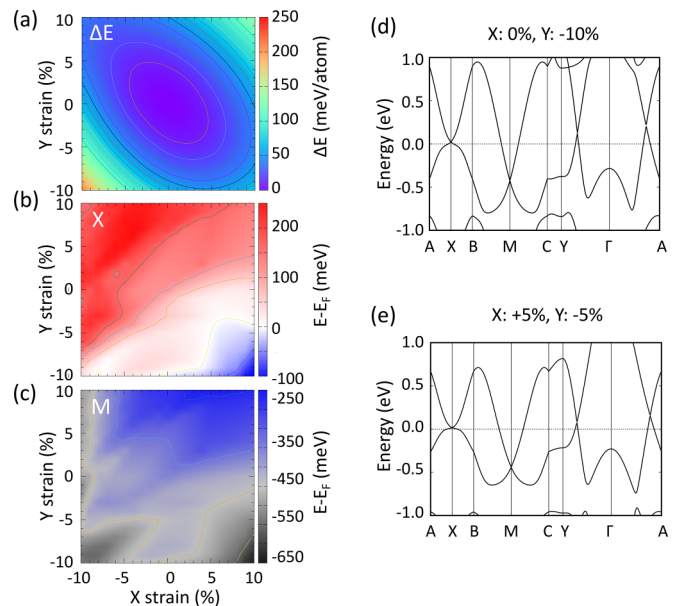 (a)
ΔE
Y strain (%)
10
5
0
-5
-10
250
200
150
100
50
0
ΔE (meV/atom)
(b)
X
Y strain (%)
10
5
0
-5
-10
200
100
0
-100
E-EF (meV)
(c)
M
Y strain (%)
10
5
0
-5
-10
-250
-350
-450
-550
-650
E-EF (meV)
-10 -5 0 5 10
X strain (%)
(d)
X: 0%, Y: -10%
Energy (eV)
1.0
0.5
0.0
-0.5
-1.0
A X B M C Y Γ A
(e)
X: +5%, Y: -5%
Energy (eV)
1.0
0.5
0.0
-0.5
-1.0
A X B M C Y Γ A